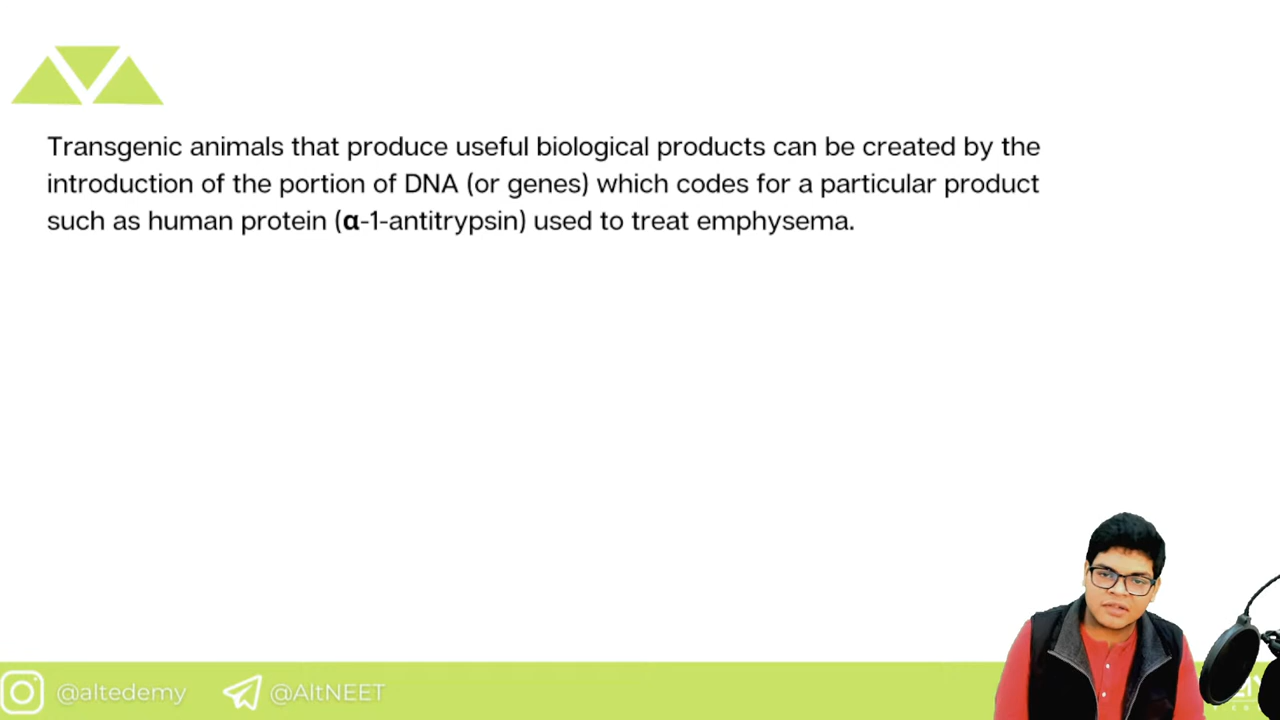 Transgenic animals that produce useful biological products can be created by the
introduction of the portion of DNA (or genes) which codes for a particular product
such as human protein (α-1-antitrypsin) used to treat emphysema.
@altedemy @AltNEET